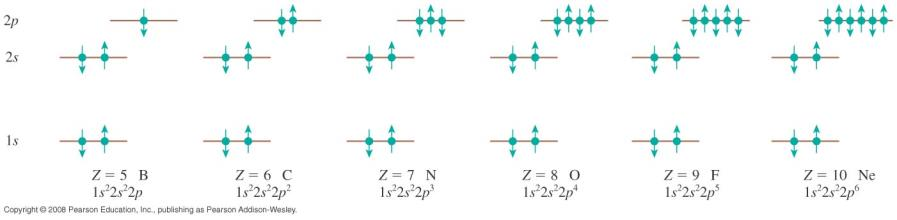 2p
2s
1s
Z = 5 B
1s²2s²2p
Z = 6 C
1s²2s²2p²
Z = 7 N
1s²2s²2p³
Z = 8 O
1s²2s²2p⁴
Z = 9 F
1s²2s²2p⁵
Z = 10 Ne
1s²2s²2p⁶
Copyright © 2008 Pearson Education, Inc., publishing as Pearson Addison-Wesley.